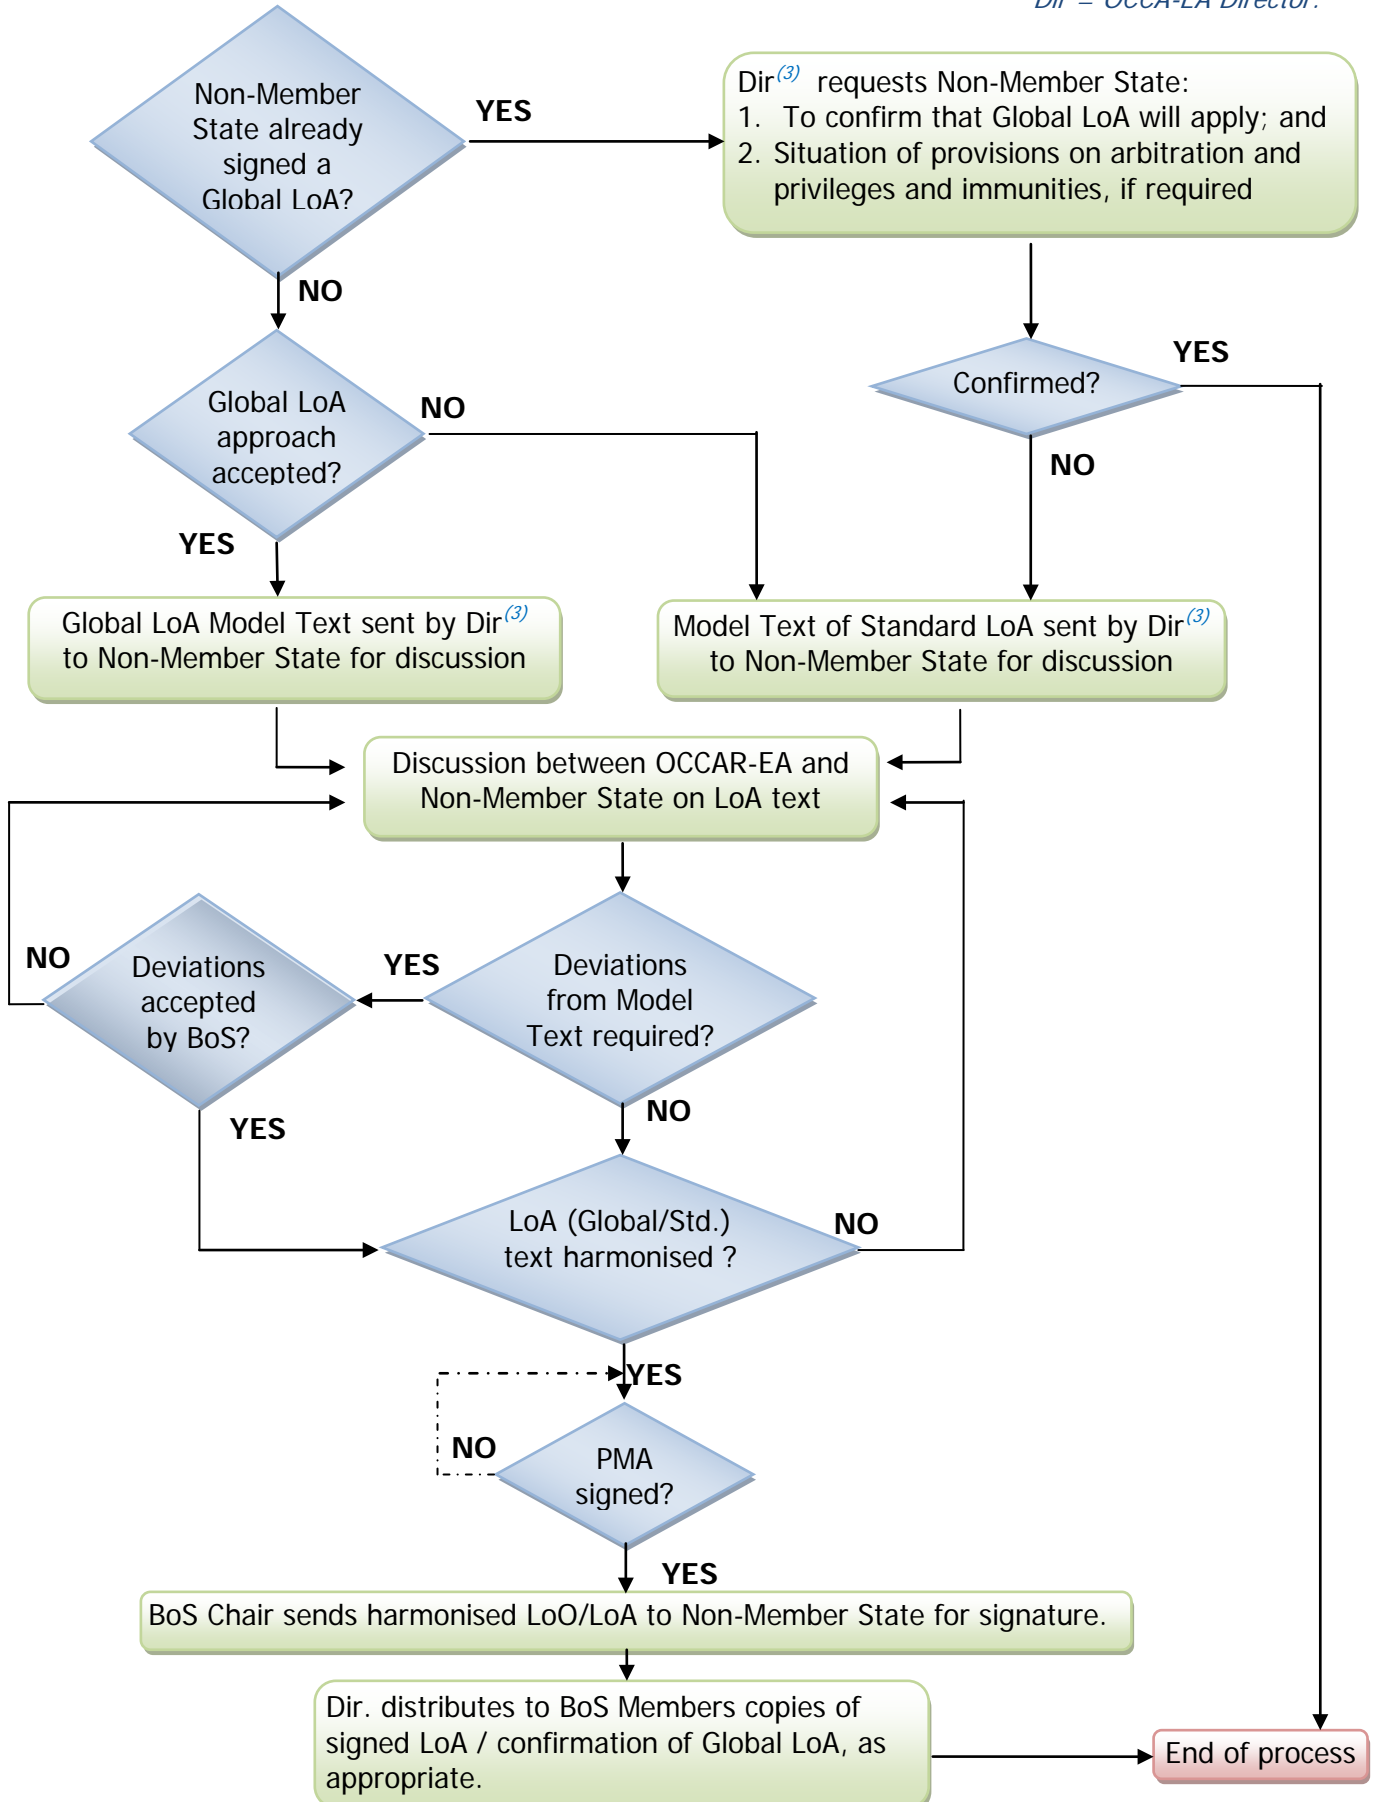 Dir = OCCA-EA Director.
Non-Member
State already
signed a
Global LoA?
YES
Dir(3) requests Non-Member State:
1. To confirm that Global LoA will apply; and
2. Situation of provisions on arbitration and
privileges and immunities, if required
NO
Global LoA
approach
accepted?
NO
Confirmed?
YES
NO
YES
Global LoA Model Text sent by Dir(3)
to Non-Member State for discussion
Model Text of Standard LoA sent by Dir(3)
to Non-Member State for discussion
Discussion between OCCAR-EA and
Non-Member State on LoA text
NO
Deviations
accepted
by BoS?
YES
Deviations
from Model
Text required?
YES
NO
LoA (Global/Std.)
text harmonised ?
NO
YES
NO
PMA
signed?
YES
BoS Chair sends harmonised LoO/LoA to Non-Member State for signature.
Dir. distributes to BoS Members copies of
signed LoA / confirmation of Global LoA, as
appropriate.
End of process